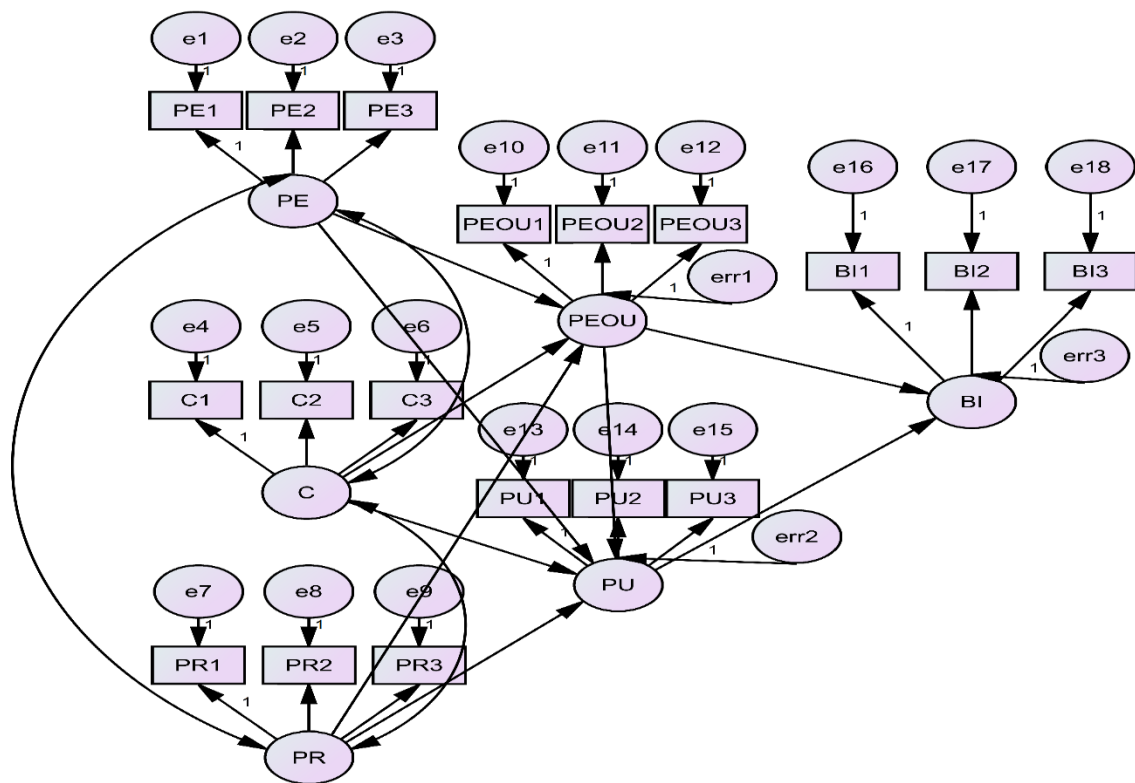 e1 e2 e3
1 1 1
PE1 PE2 PE3
1
PE
e10 e11 e12
1 1 1
PEOU1 PEOU2 PEOU3
1
err1
1
PEOU
e16 e17 e18
1 1 1
BI1 BI2 BI3
1
err3
1
BI
e4 e5 e6
1 1 1
C1 C2 C3
1
C
e13 e14 e15
1 1 1
PU1 PU2 PU3
1
err2
1
PU
e7 e8 e9
1 1 1
PR1 PR2 PR3
1
PR